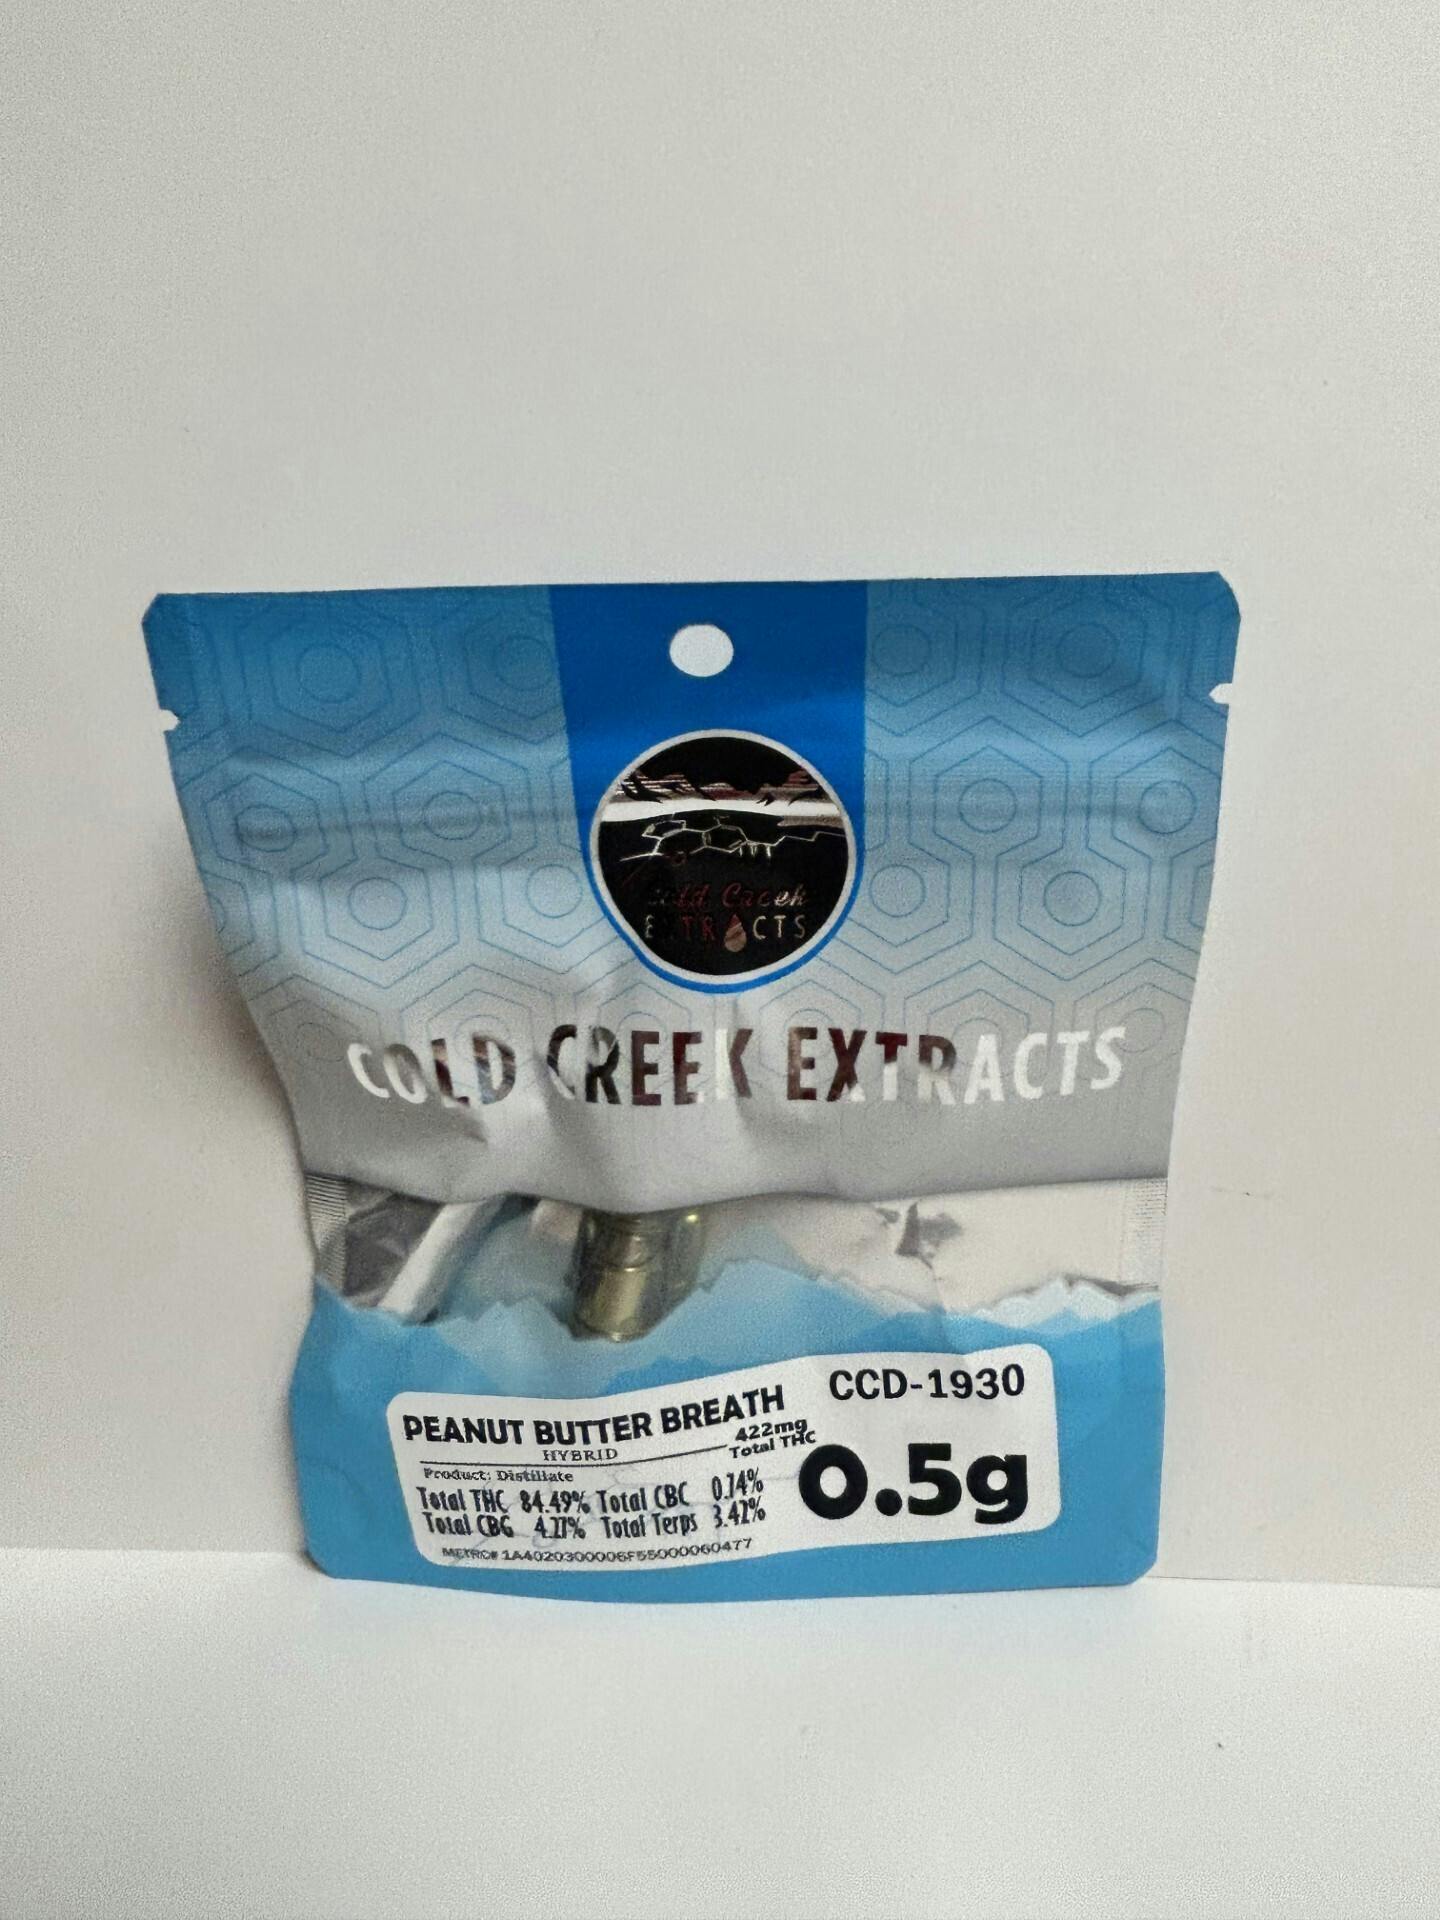 Cold Creek
EXTRACTS
COLD CREEK EXTRACTS
CCD-1930
PEANUT BUTTER BREATH
HYBRID
422mg
Total THC
0.5g
Product: Distillate
Total THC 84.49% Total CBC 0.74%
Total CBG 4.27% Total Terps 3.42%
METRC# 1A4020300006F55000060477